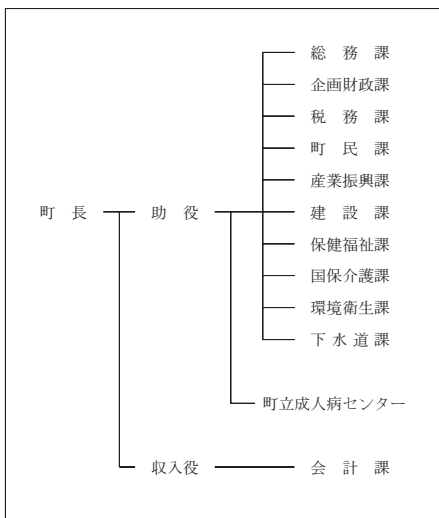 総務課
企画財政課
税務課
町民課
産業振興課
町長 助役 建設課
保健福祉課
国保介護課
環境衛生課
下水道課
町立成人病センター
収入役 会計課